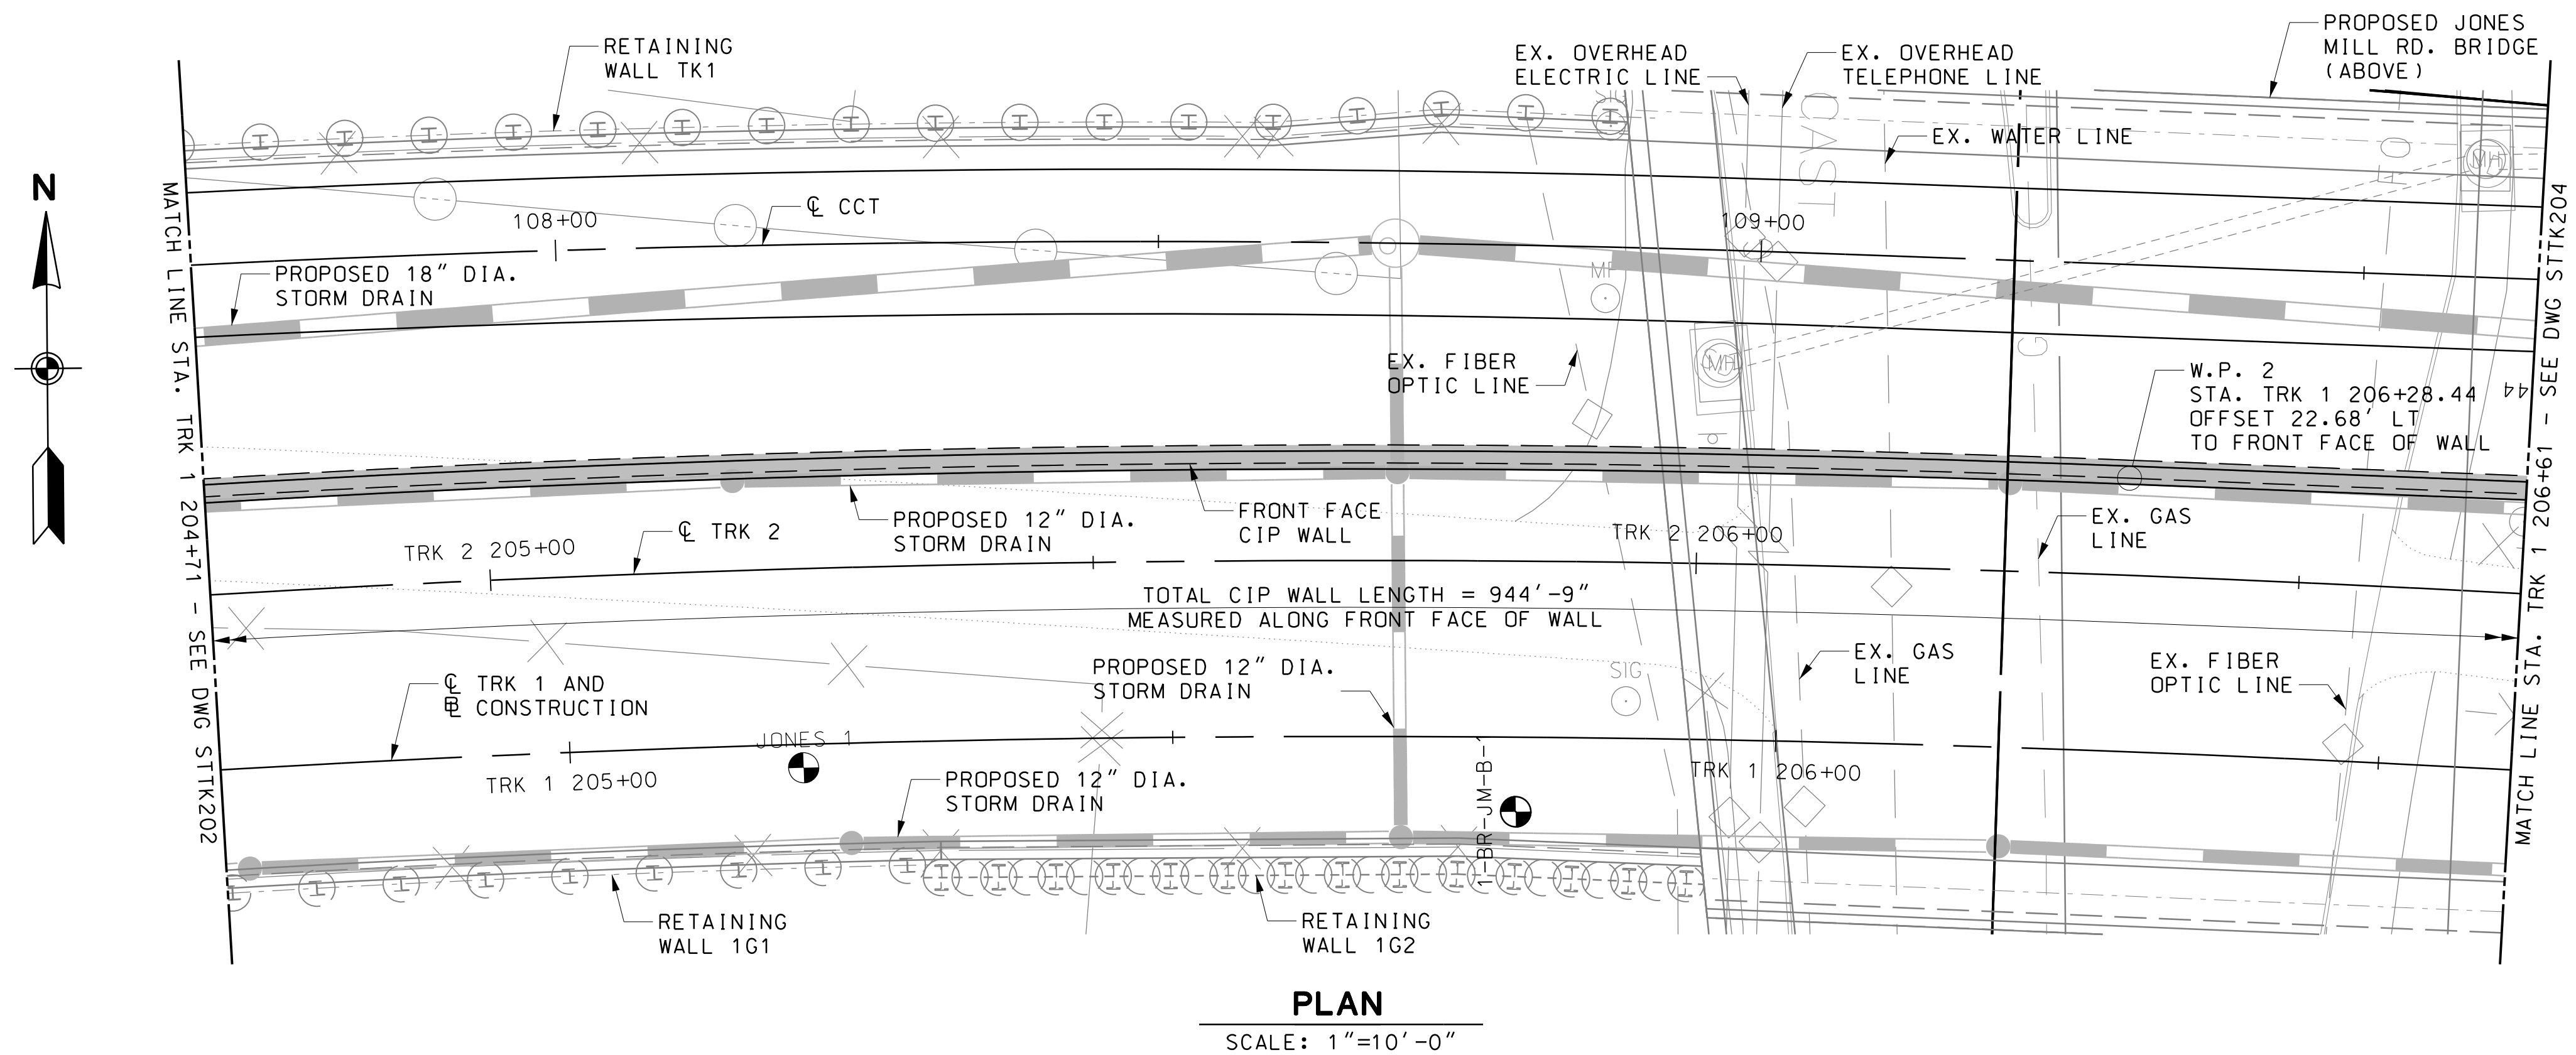 RETAINING
WALL TK1
EX. OVERHEAD
ELECTRIC LINE
EX. OVERHEAD
TELEPHONE LINE
PROPOSED JONES
MILL RD. BRIDGE
(ABOVE)
EX. WATER LINE
N
MATCH LINE STA. TRK 1 204+71 - SEE DWG STTK202
MATCH LINE STA. TRK 1 206+61 - SEE DWG STTK204
℄ CCT
108+00
109+00
MH
PROPOSED 18" DIA.
STORM DRAIN
EX. FIBER
OPTIC LINE
MH
G
W.P. 2
STA. TRK 1 206+28.44
OFFSET 22.68' LT
TO FRONT FACE OF WALL
44
PROPOSED 12" DIA.
STORM DRAIN
FRONT FACE
CIP WALL
℄ TRK 2
TRK 2 205+00
TRK 2 206+00
EX. GAS
LINE
TOTAL CIP WALL LENGTH = 944'-9"
MEASURED ALONG FRONT FACE OF WALL
PROPOSED 12" DIA.
STORM DRAIN
SIG
EX. GAS
LINE
EX. FIBER
OPTIC LINE
℄ TRK 1 AND
BL CONSTRUCTION
JONES 1
TRK 1 205+00
TRK 1 206+00
PROPOSED 12" DIA.
STORM DRAIN
RETAINING
WALL 1G1
RETAINING
WALL 1G2
PLAN
SCALE: 1"=10'-0"